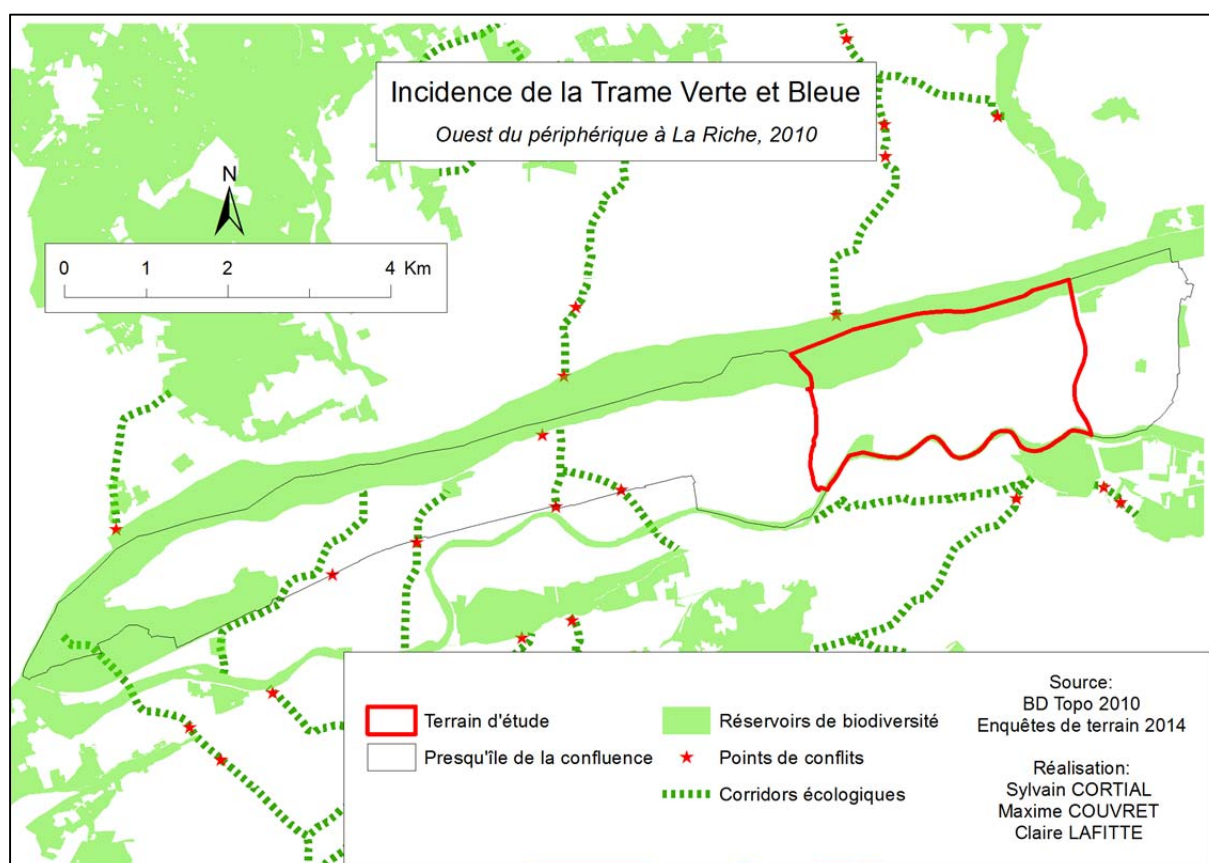 Incidence de la Trame Verte et Bleue
Ouest du périphérique à La Riche, 2010
N
0 1 2 4 Km
Terrain d'étude
Presqu'île de la confluence
Réservoirs de biodiversité
Points de conflits
Corridors écologiques
Source:
BD Topo 2010
Enquêtes de terrain 2014
Réalisation:
Sylvain CORTIAL
Maxime COUVRET
Claire LAFITTE